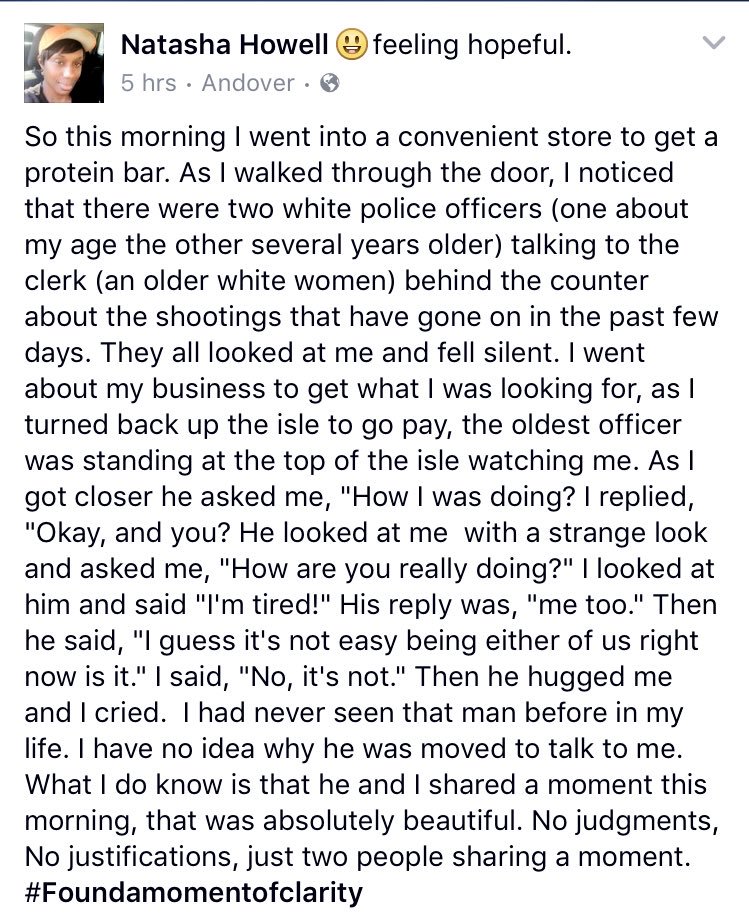 Natasha Howell 😃 feeling hopeful.
5 hrs · Andover ·
So this morning I went into a convenient store to get a
protein bar. As I walked through the door, I noticed
that there were two white police officers (one about
my age the other several years older) talking to the
clerk (an older white women) behind the counter
about the shootings that have gone on in the past few
days. They all looked at me and fell silent. I went
about my business to get what I was looking for, as I
turned back up the isle to go pay, the oldest officer
was standing at the top of the isle watching me. As I
got closer he asked me, "How I was doing? I replied,
"Okay, and you? He looked at me  with a strange look
and asked me, "How are you really doing?" I looked at
him and said "I'm tired!" His reply was, "me too." Then
he said, "I guess it's not easy being either of us right
now is it." I said, "No, it's not." Then he hugged me
and I cried.  I had never seen that man before in my
life. I have no idea why he was moved to talk to me.
What I do know is that he and I shared a moment this
morning, that was absolutely beautiful. No judgments,
No justifications, just two people sharing a moment.
#Foundamomentofclarity